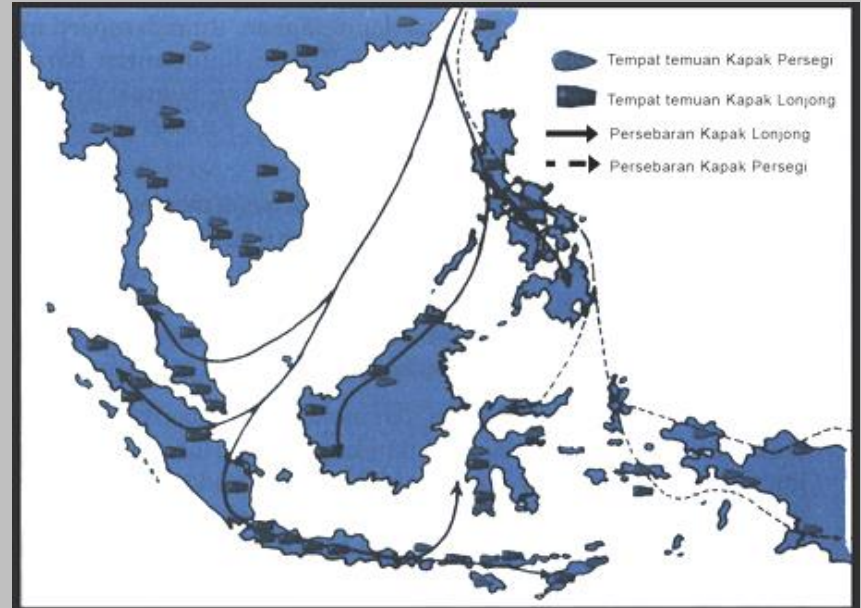 Tempat temuan Kapak Persegi
Tempat temuan Kapak Lonjong
Persebaran Kapak Lonjong
Persebaran Kapak Persegi